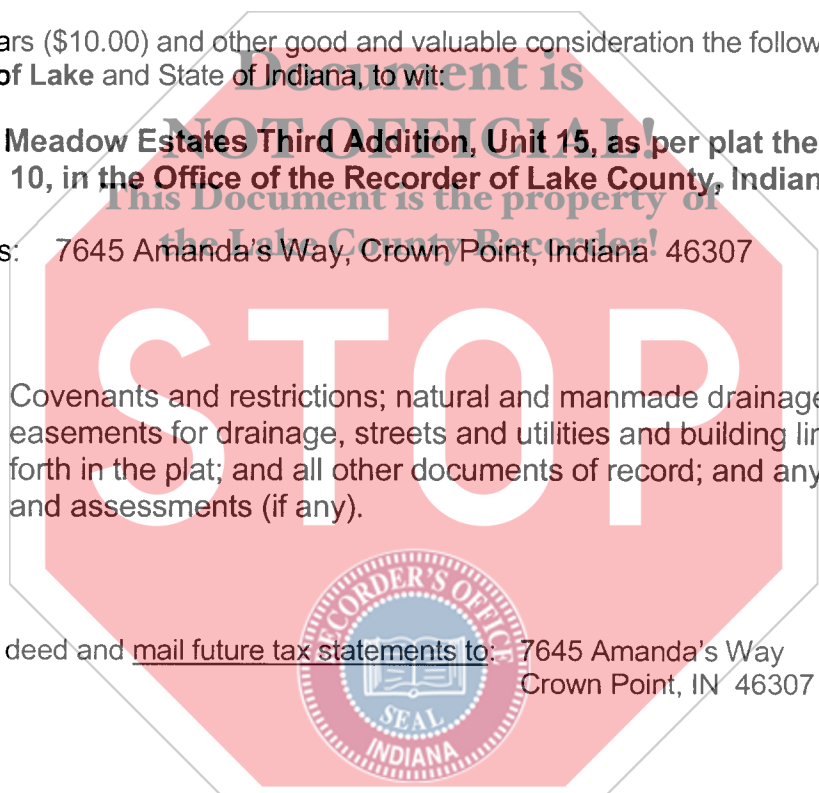 ars ($10.00) and other good and valuable consideration the follow
of Lake and State of Indiana, to wit:
Document is
NOT OFFICIAL!
Meadow Estates Third Addition, Unit 15, as per plat the
10, in the Office of the Recorder of Lake County, Indian
This Document is the property of
the Lake County Recorder!
s: 7645 Amanda's Way, Crown Point, Indiana 46307
STOP
Covenants and restrictions; natural and manmade drainage
easements for drainage, streets and utilities and building lin
forth in the plat; and all other documents of record; and any
and assessments (if any).
RECORDER'S OFFICE
deed and mail future tax statements to: 7645 Amanda's Way
Crown Point, IN 46307
SEAL
INDIANA